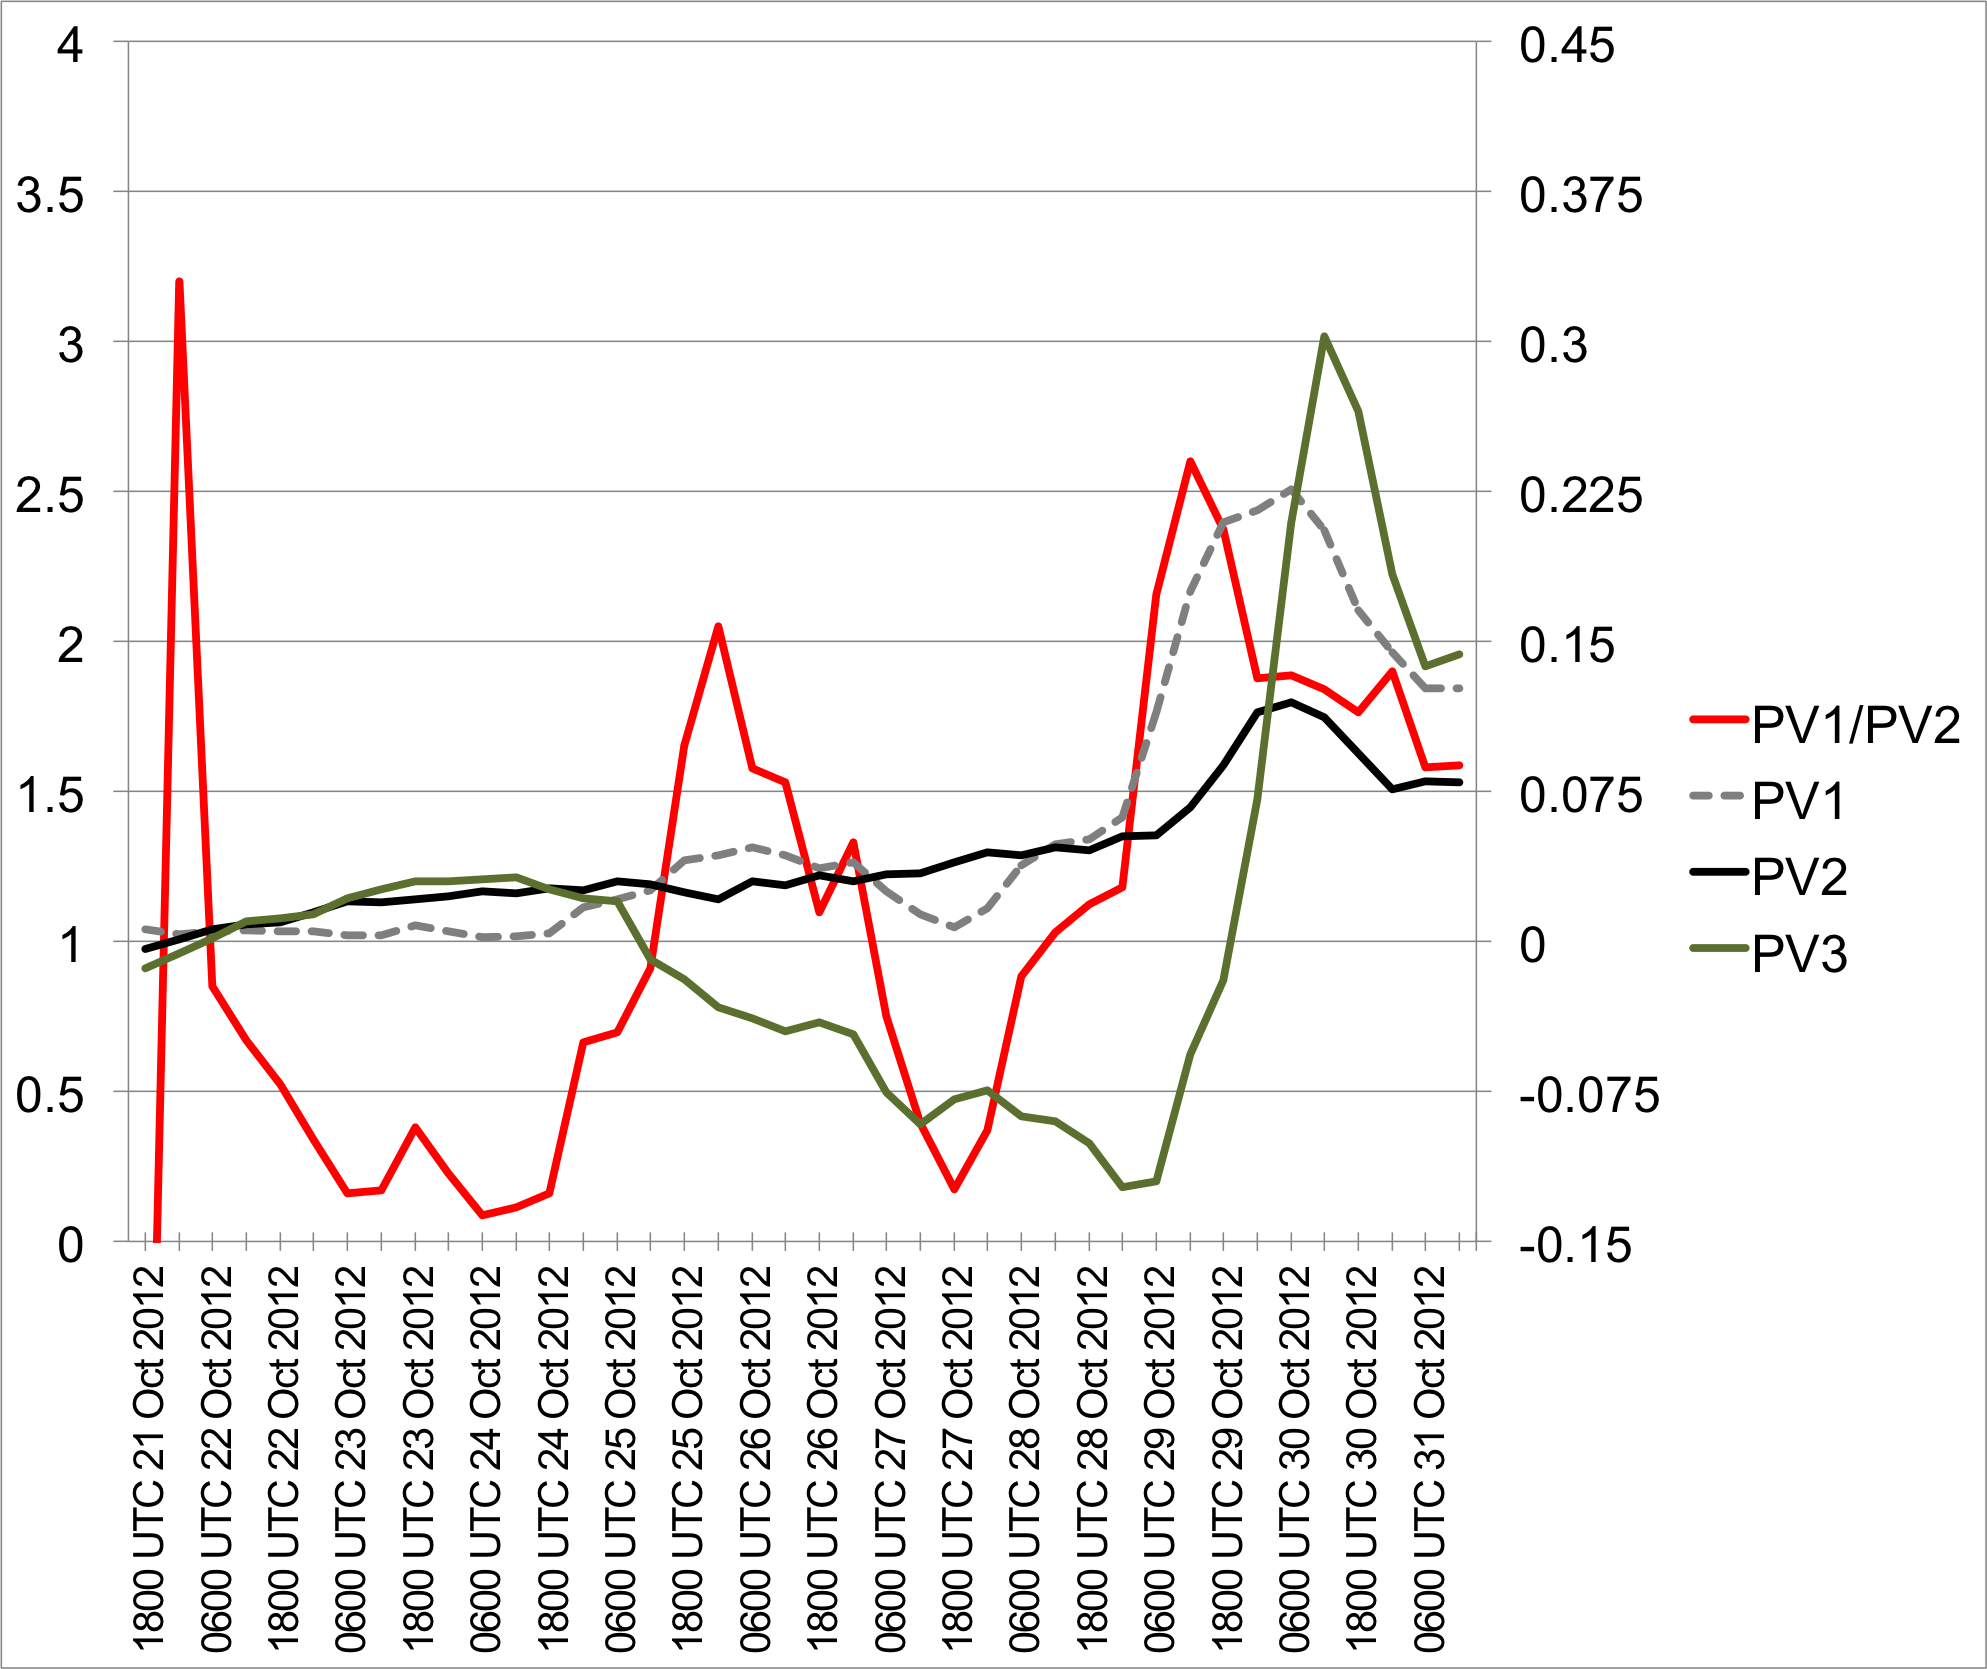 4
3.5
3
2.5
2
1.5
1
0.5
0
0.45
0.375
0.3
0.225
0.15
0.075
0
-0.075
-0.15
1800 UTC 21 Oct 2012
0600 UTC 22 Oct 2012
1800 UTC 22 Oct 2012
0600 UTC 23 Oct 2012
1800 UTC 23 Oct 2012
0600 UTC 24 Oct 2012
1800 UTC 24 Oct 2012
0600 UTC 25 Oct 2012
1800 UTC 25 Oct 2012
0600 UTC 26 Oct 2012
1800 UTC 26 Oct 2012
0600 UTC 27 Oct 2012
1800 UTC 27 Oct 2012
0600 UTC 28 Oct 2012
1800 UTC 28 Oct 2012
0600 UTC 29 Oct 2012
1800 UTC 29 Oct 2012
0600 UTC 30 Oct 2012
1800 UTC 30 Oct 2012
0600 UTC 31 Oct 2012
PV1/PV2
PV1
PV2
PV3